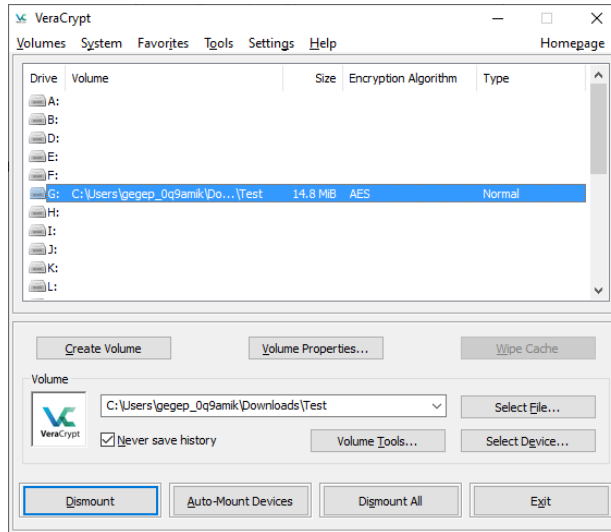 VeraCrypt
Volumes System Favorites Tools Settings Help Homepage
Drive Volume Size Encryption Algorithm Type
A:
B:
D:
E:
F:
G: C:\Users\gegep_0q9amik\Do...\Test 14.8 MiB AES Normal
H:
I:
J:
K:
L:
Create Volume Volume Properties... Wipe Cache
Volume
C:\Users\gegep_0q9amik\Downloads\Test Select File...
VeraCrypt Never save history Volume Tools... Select Device...
Dismount Auto-Mount Devices Dismount All Exit